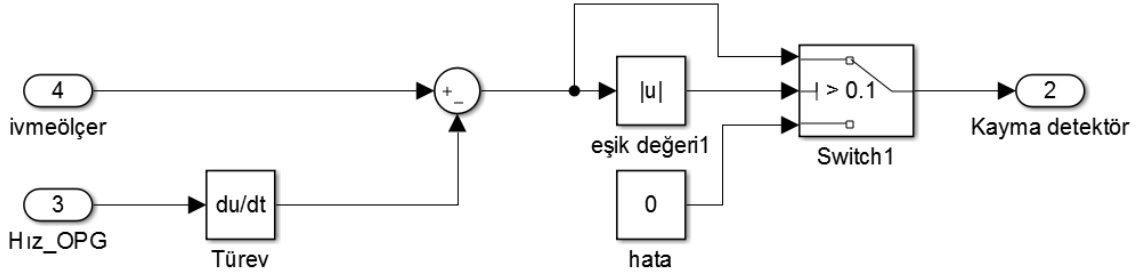 4
ivmeölçer
+
−
|u|
eşik değeri1
> 0.1
Switch1
2
Kayma detektör
3
Hız_OPG
du/dt
Türev
0
hata